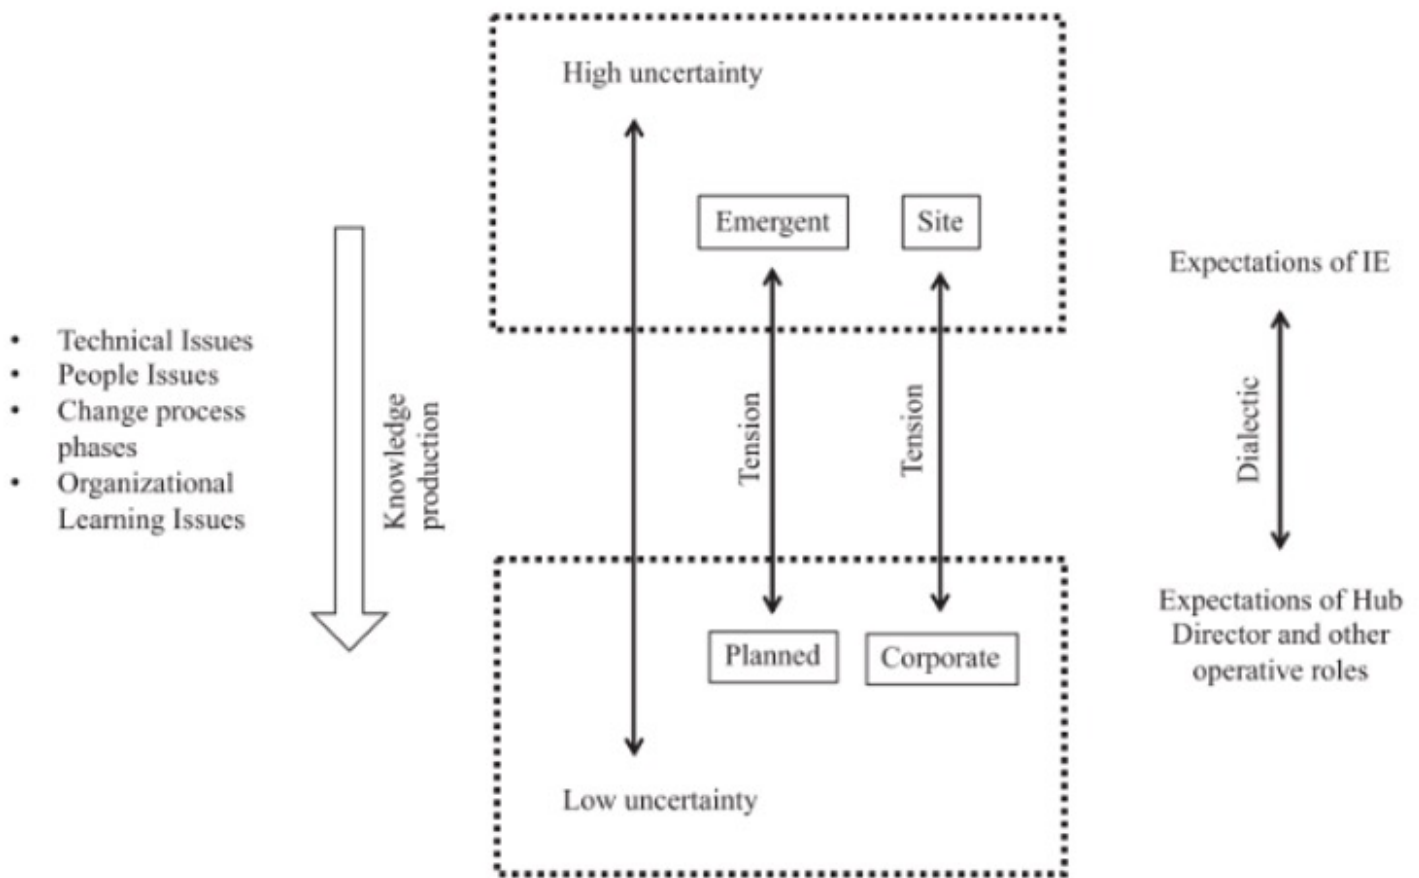 High uncertainty
Emergent
Site
Expectations of IE
• Technical Issues
• People Issues
• Change process
phases
• Organizational
Learning Issues
Knowledge
production
Tension
Tension
Dialectic
Expectations of Hub
Director and other
operative roles
Planned
Corporate
Low uncertainty